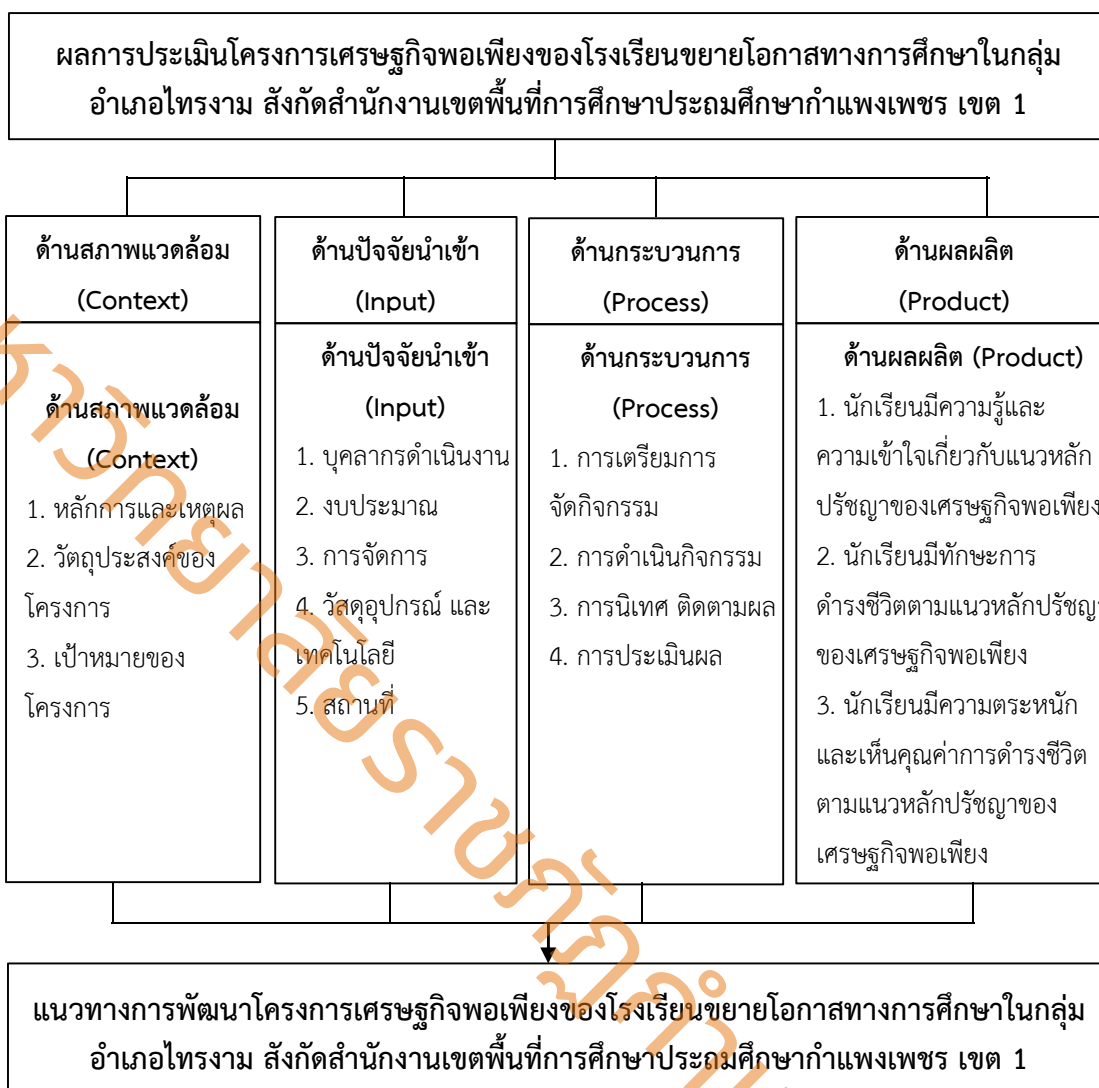 ผลการประเมินโครงการเศรษฐกิจพอเพียงของโรงเรียนขยายโอกาสทางการศึกษาในกลุ่ม
อำเภอไทรงาม สังกัดสำนักงานเขตพื้นที่การศึกษาประถมศึกษากำแพงเพชร เขต 1
ด้านสภาพแวดล้อม
(Context)
ด้านสภาพแวดล้อม
(Context)
1. หลักการและเหตุผล
2. วัตถุประสงค์ของ
โครงการ
3. เป้าหมายของ
โครงการ
ด้านปัจจัยนำเข้า
(Input)
ด้านปัจจัยนำเข้า
(Input)
1. บุคลากรดำเนินงาน
2. งบประมาณ
3. การจัดการ
4. วัสดุอุปกรณ์ และ
เทคโนโลยี
5. สถานที่
ด้านกระบวนการ
(Process)
ด้านกระบวนการ
(Process)
1. การเตรียมการ
จัดกิจกรรม
2. การดำเนินกิจกรรม
3. การนิเทศ ติดตามผล
4. การประเมินผล
ด้านผลผลิต
(Product)
ด้านผลผลิต (Product)
1. นักเรียนมีความรู้และ
ความเข้าใจเกี่ยวกับแนวหลัก
ปรัชญาของเศรษฐกิจพอเพียง
2. นักเรียนมีทักษะการ
ดำรงชีวิตตามแนวหลักปรัชญา
ของเศรษฐกิจพอเพียง
3. นักเรียนมีความตระหนัก
และเห็นคุณค่าการดำรงชีวิต
ตามแนวหลักปรัชญาของ
เศรษฐกิจพอเพียง
แนวทางการพัฒนาโครงการเศรษฐกิจพอเพียงของโรงเรียนขยายโอกาสทางการศึกษาในกลุ่ม
อำเภอไทรงาม สังกัดสำนักงานเขตพื้นที่การศึกษาประถมศึกษากำแพงเพชร เขต 1
หาวิทยาลัยราชภัฏกำ